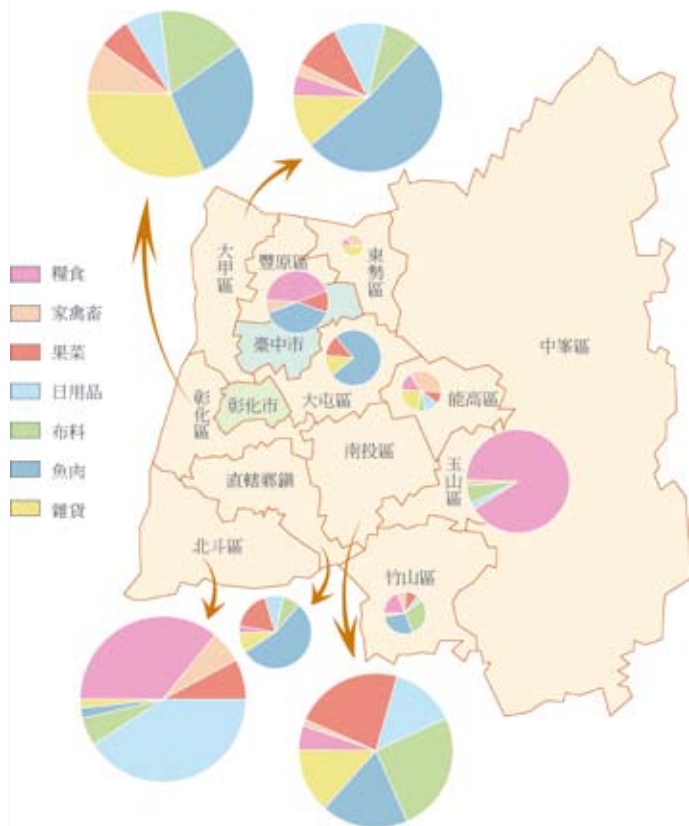 糧食
家禽畜
果菜
日用品
布料
魚肉
雜貨
大甲區
豐原區
東勢區
臺中市
中峯區
彰化區
彰化市
大屯區
能高區
南投區
玉山區
直轄鄉鎮
北斗區
竹山區